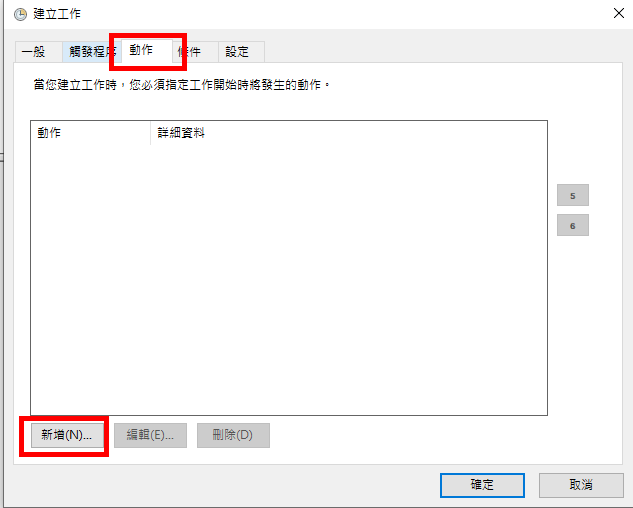 建立工作
一般 觸發程序 動作 條件 設定
當您建立工作時，您必須指定工作開始時將發生的動作。
動作 詳細資料
5
6
新增(N)... 編輯(E)... 刪除(D)
確定 取消